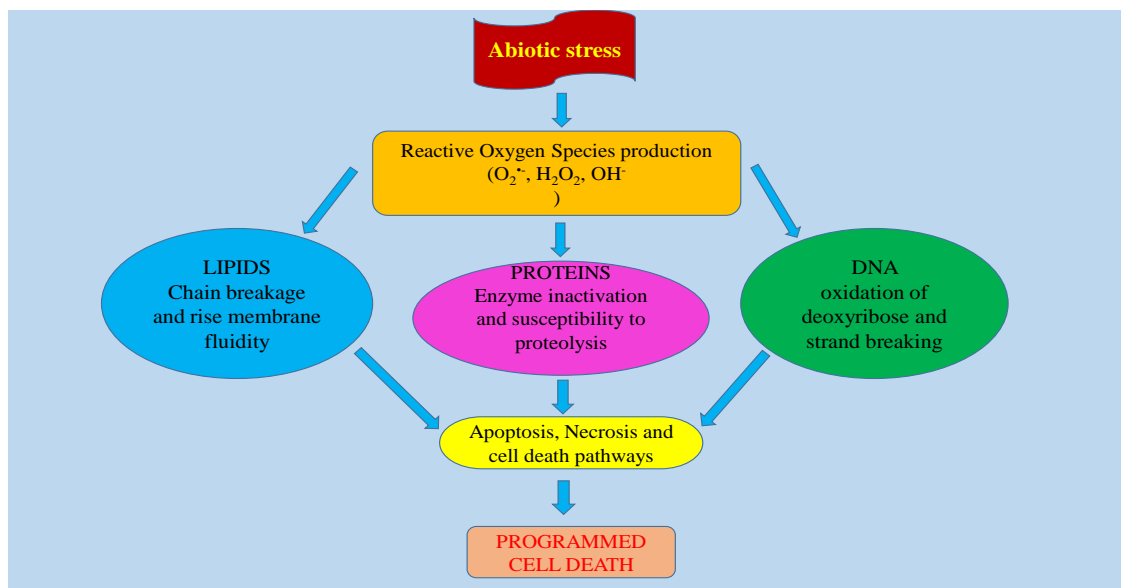 Abiotic stress
Reactive Oxygen Species production
(O₂•-, H₂O₂, OH-
)
LIPIDS
Chain breakage
and rise membrane
fluidity
PROTEINS
Enzyme inactivation
and susceptibility to
proteolysis
DNA
oxidation of
deoxyribose and
strand breaking
Apoptosis, Necrosis and
cell death pathways
PROGRAMMED
CELL DEATH